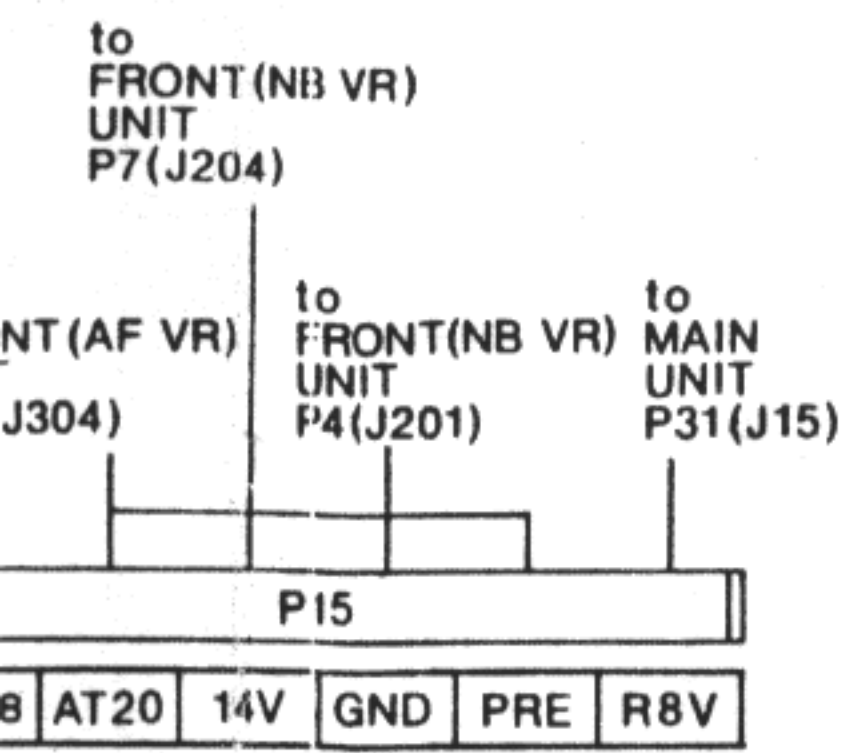 to
FRONT(NB VR)
UNIT
P7(J204)
NT(AF VR)
J304)
to
FRONT(NB VR)
UNIT
P4(J201)
to
MAIN
UNIT
P31(J15)
P15
8 AT20 14V GND PRE R8V